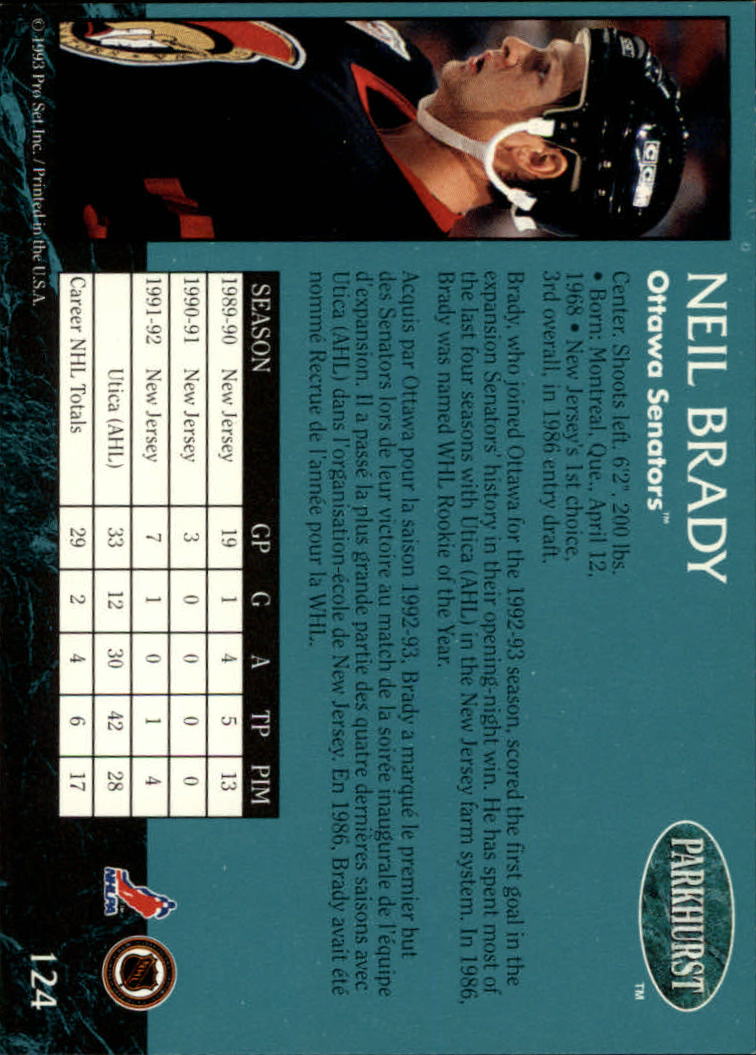 NEIL BRADY
Ottawa Senators™
PARKHURST
TM
Center. Shoots left. 6'2", 200 lbs.
• Born: Montreal, Que., April 12,
1968 • New Jersey's 1st choice,
3rd overall, in 1986 entry draft.
Brady, who joined Ottawa for the 1992-93 season, scored the first goal in the
expansion Senators' history in their opening-night win. He has spent most of
the last four seasons with Utica (AHL) in the New Jersey farm system. In 1986,
Brady was named WHL Rookie of the Year.
Acquis par Ottawa pour la saison 1992-93, Brady a marqué le premier but
des Senators lors de leur victoire au match de la soirée inaugurale de l'équipe
d'expansion. Il a passé la plus grande partie des quatre dernières saisons avec
Utica (AHL) dans l'organisation-école de New Jersey. En 1986, Brady avait été
nommé Recrue de l'année pour la WHL.
SEASON GP G A TP PIM
1989-90 New Jersey 19 1 4 5 13
1990-91 New Jersey 3 0 0 0 0
1991-92 New Jersey 7 1 0 1 4
Utica (AHL) 33 12 30 42 28
Career NHL Totals 29 2 4 6 17
CCM
NHLPA
NHL
124
© 1993 Pro Set, Inc. / Printed in the U.S.A.